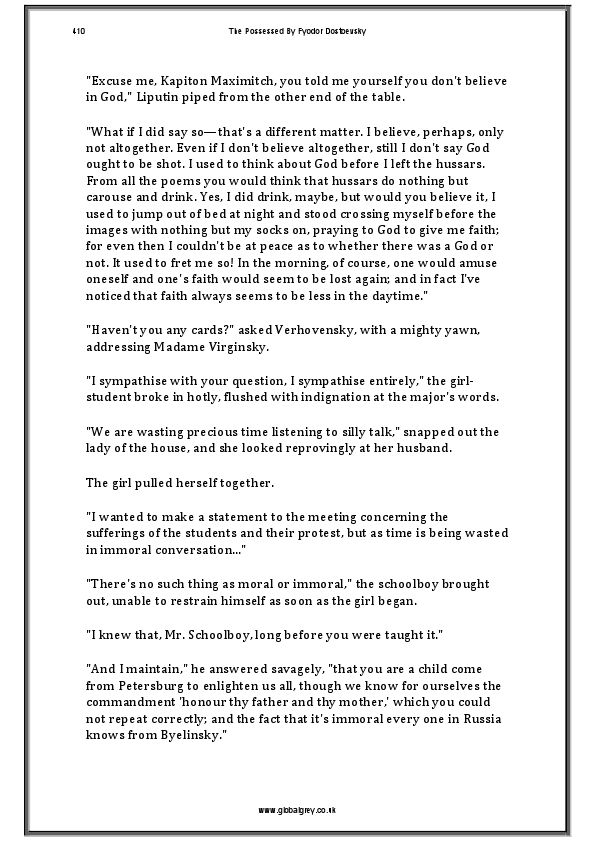 410
The Possessed By Fyodor Dostoevsky
"Excuse me, Kapiton Maximitch, you told me yourself you don't believe
in God," Liputin piped from the other end of the table.
"What if I did say so—that's a different matter. I believe, perhaps, only
not altogether. Even if I don't believe altogether, still I don't say God
ought to be shot. I used to think about God before I left the hussars.
From all the poems you would think that hussars do nothing but
carouse and drink. Yes, I did drink, maybe, but would you believe it, I
used to jump out of bed at night and stood crossing myself before the
images with nothing but my socks on, praying to God to give me faith;
for even then I couldn't be at peace as to whether there was a God or
not. It used to fret me so! In the morning, of course, one would amuse
oneself and one's faith would seem to be lost again; and in fact I've
noticed that faith always seems to be less in the daytime."
"Haven't you any cards?" asked Verhovensky, with a mighty yawn,
addressing Madame Virginsky.
"I sympathise with your question, I sympathise entirely," the girl-
student broke in hotly, flushed with indignation at the major's words.
"We are wasting precious time listening to silly talk," snapped out the
lady of the house, and she looked reprovingly at her husband.
The girl pulled herself together.
"I wanted to make a statement to the meeting concerning the
sufferings of the students and their protest, but as time is being wasted
in immoral conversation..."
"There's no such thing as moral or immoral," the schoolboy brought
out, unable to restrain himself as soon as the girl began.
"I knew that, Mr. Schoolboy, long before you were taught it."
"And I maintain," he answered savagely, "that you are a child come
from Petersburg to enlighten us all, though we know for ourselves the
commandment 'honour thy father and thy mother,' which you could
not repeat correctly; and the fact that it's immoral every one in Russia
knows from Byelinsky."
www.globalgrey.co.uk